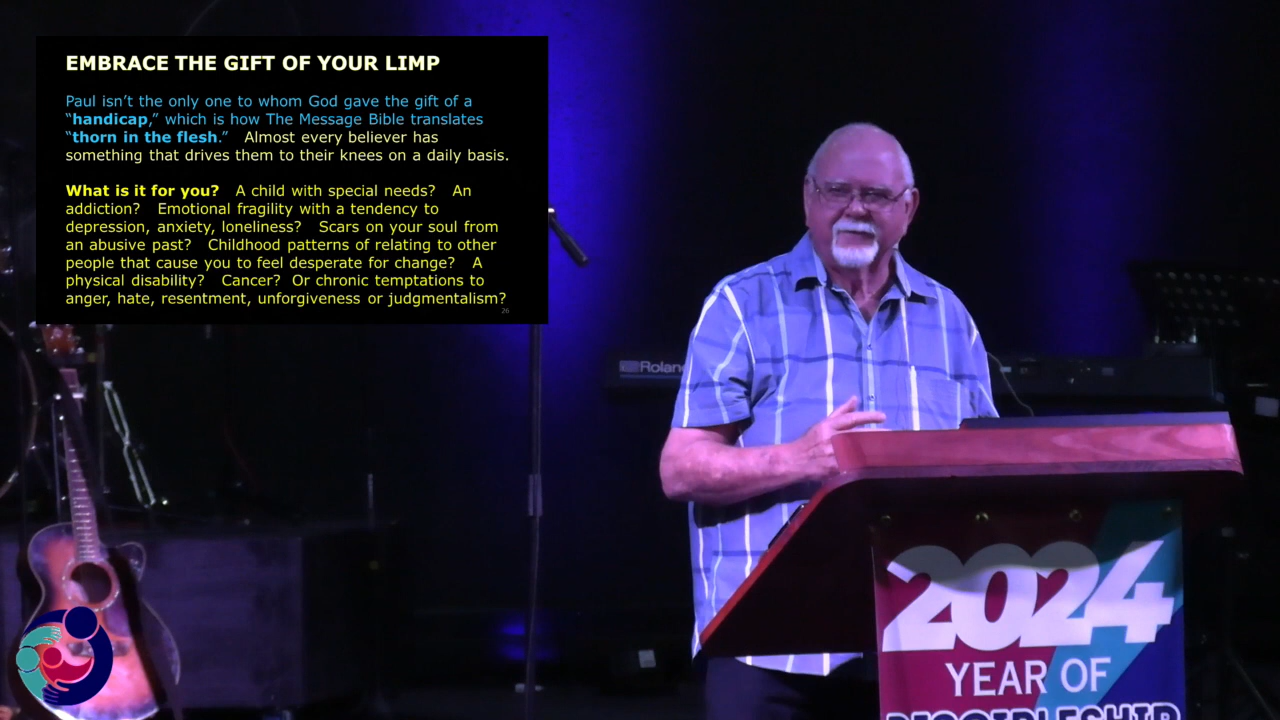 EMBRACE THE GIFT OF YOUR LIMP
Paul isn’t the only one to whom God gave the gift of a
“handicap,” which is how The Message Bible translates
“thorn in the flesh.”   Almost every believer has
something that drives them to their knees on a daily basis.
What is it for you?   A child with special needs?   An
addiction?   Emotional fragility with a tendency to
depression, anxiety, loneliness?   Scars on your soul from
an abusive past?   Childhood patterns of relating to other
people that cause you to feel desperate for change?   A
physical disability?   Cancer?   Or chronic temptations to
anger, hate, resentment, unforgiveness or judgmentalism?
26
Roland
2024
YEAR OF
DISCIPLESHIP